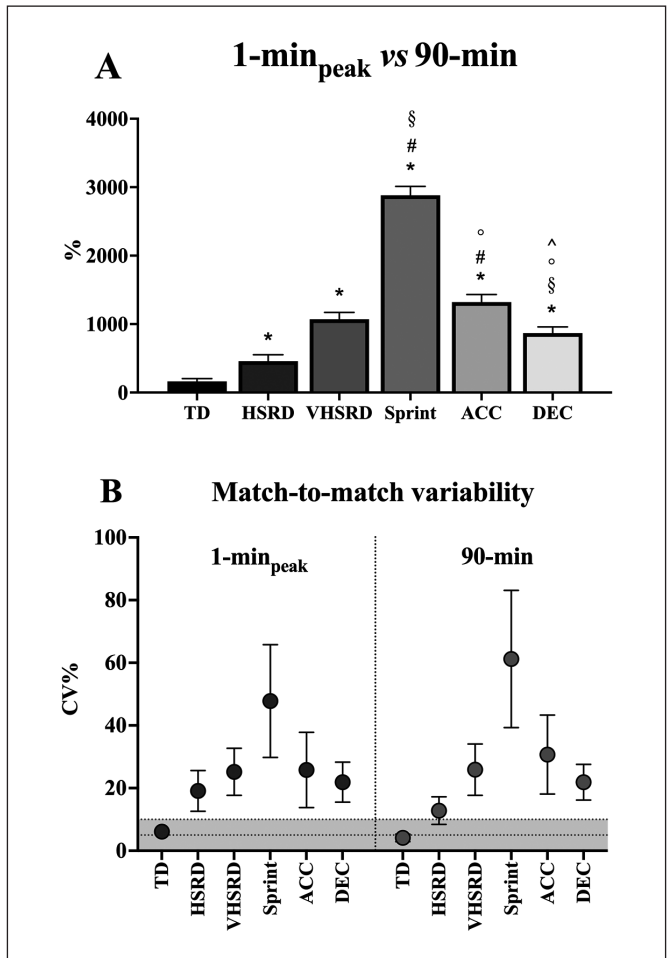 A
1-minpeak vs 90-min
4000
3000
2000
1000
0
%
§
#
*
*
*
°
#
*
^
°
§
*
TD HSRD VHSRD Sprint ACC DEC
B
Match-to-match variability
100
80
60
40
20
0
CV%
1-minpeak
90-min
TD HSRD VHSRD Sprint ACC DEC
TD HSRD VHSRD Sprint ACC DEC